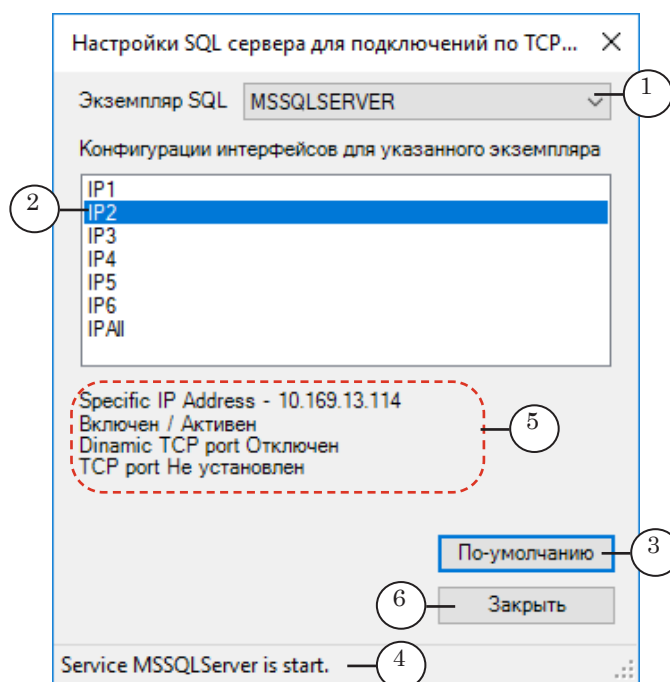 Настройки SQL сервера для подключений по TCP...
Экземпляр SQL MSSQLSERVER 1
Конфигурации интерфейсов для указанного экземпляра
IP1
2 IP2
IP3
IP4
IP5
IP6
IPAll
Specific IP Address - 10.169.13.114
Включен / Активен
Dinamic TCP port Отключен
TCP port Не установлен
5
По-умолчанию 3
6 Закрыть
Service MSSQLServer is start. 4